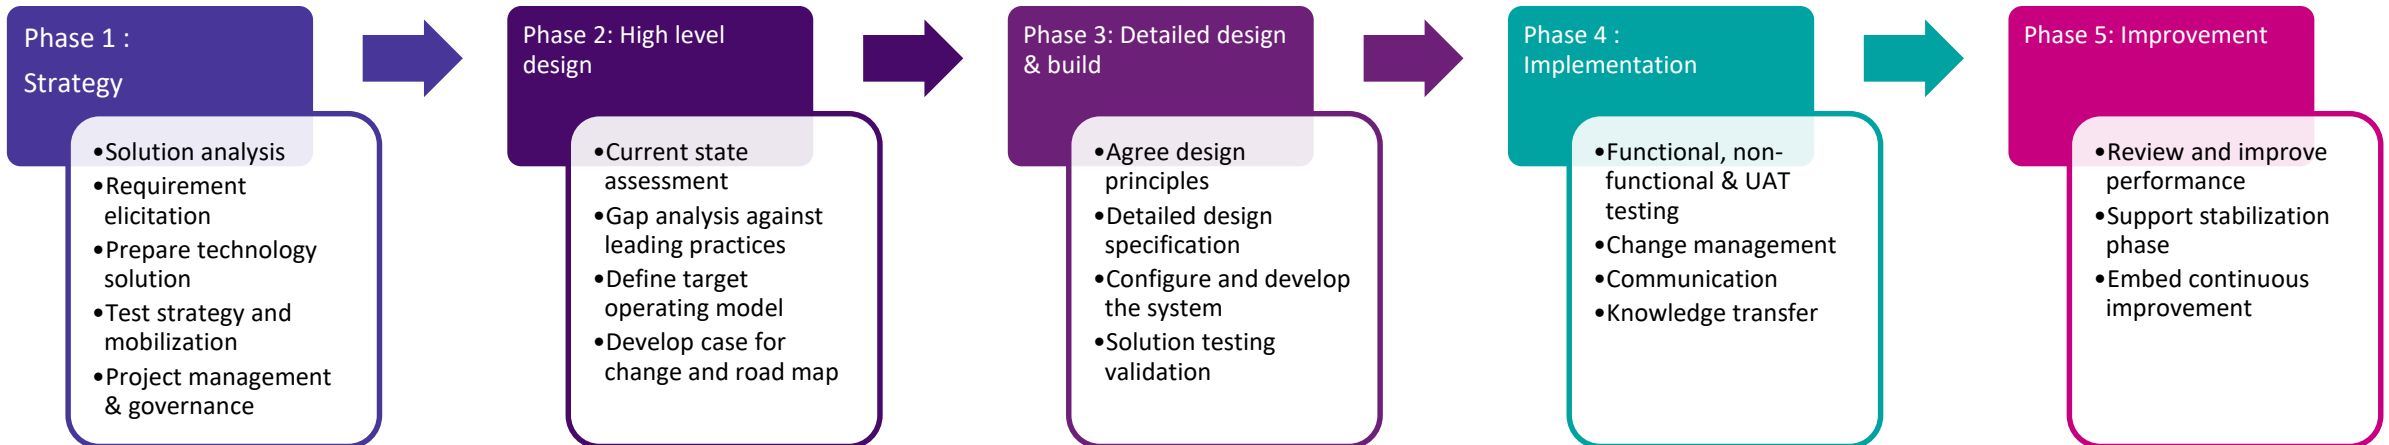 Phase 1 :
Strategy
•Solution analysis
•Requirement
elicitation
•Prepare technology
solution
•Test strategy and
mobilization
•Project management
& governance
Phase 2: High level
design
•Current state
assessment
•Gap analysis against
leading practices
•Define target
operating model
•Develop case for
change and road map
Phase 3: Detailed design
& build
•Agree design
principles
•Detailed design
specification
•Configure and develop
the system
•Solution testing
validation
Phase 4 :
Implementation
•Functional, non-
functional & UAT
testing
•Change management
•Communication
•Knowledge transfer
Phase 5: Improvement
•Review and improve
performance
•Support stabilization
phase
•Embed continuous
improvement